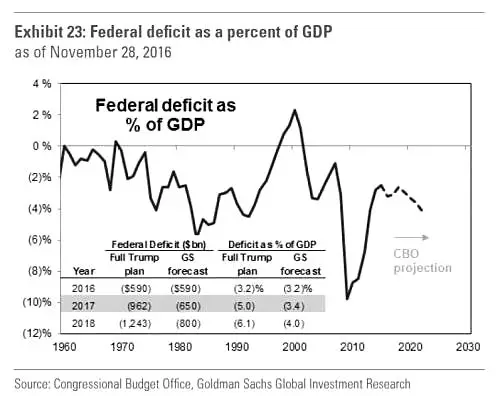 Exhibit 23: Federal deficit as a percent of GDP
as of November 28, 2016
4 %
2 %
0 %
(2)%
(4)%
(6)%
(8)%
(10)%
(12)%
Federal deficit as
% of GDP
CBO
projection
Federal Deficit ($bn) Deficit as % of GDP
Full Trump GS Full Trump GS
Year plan forecast plan forecast
2016 ($590) ($590) (3.2)% (3.2)%
2017 (962) (650) (5.0) (3.4)
2018 (1,243) (800) (6.1) (4.0)
1960 1970 1980 1990 2000 2010 2020 2030
Source: Congressional Budget Office, Goldman Sachs Global Investment Research